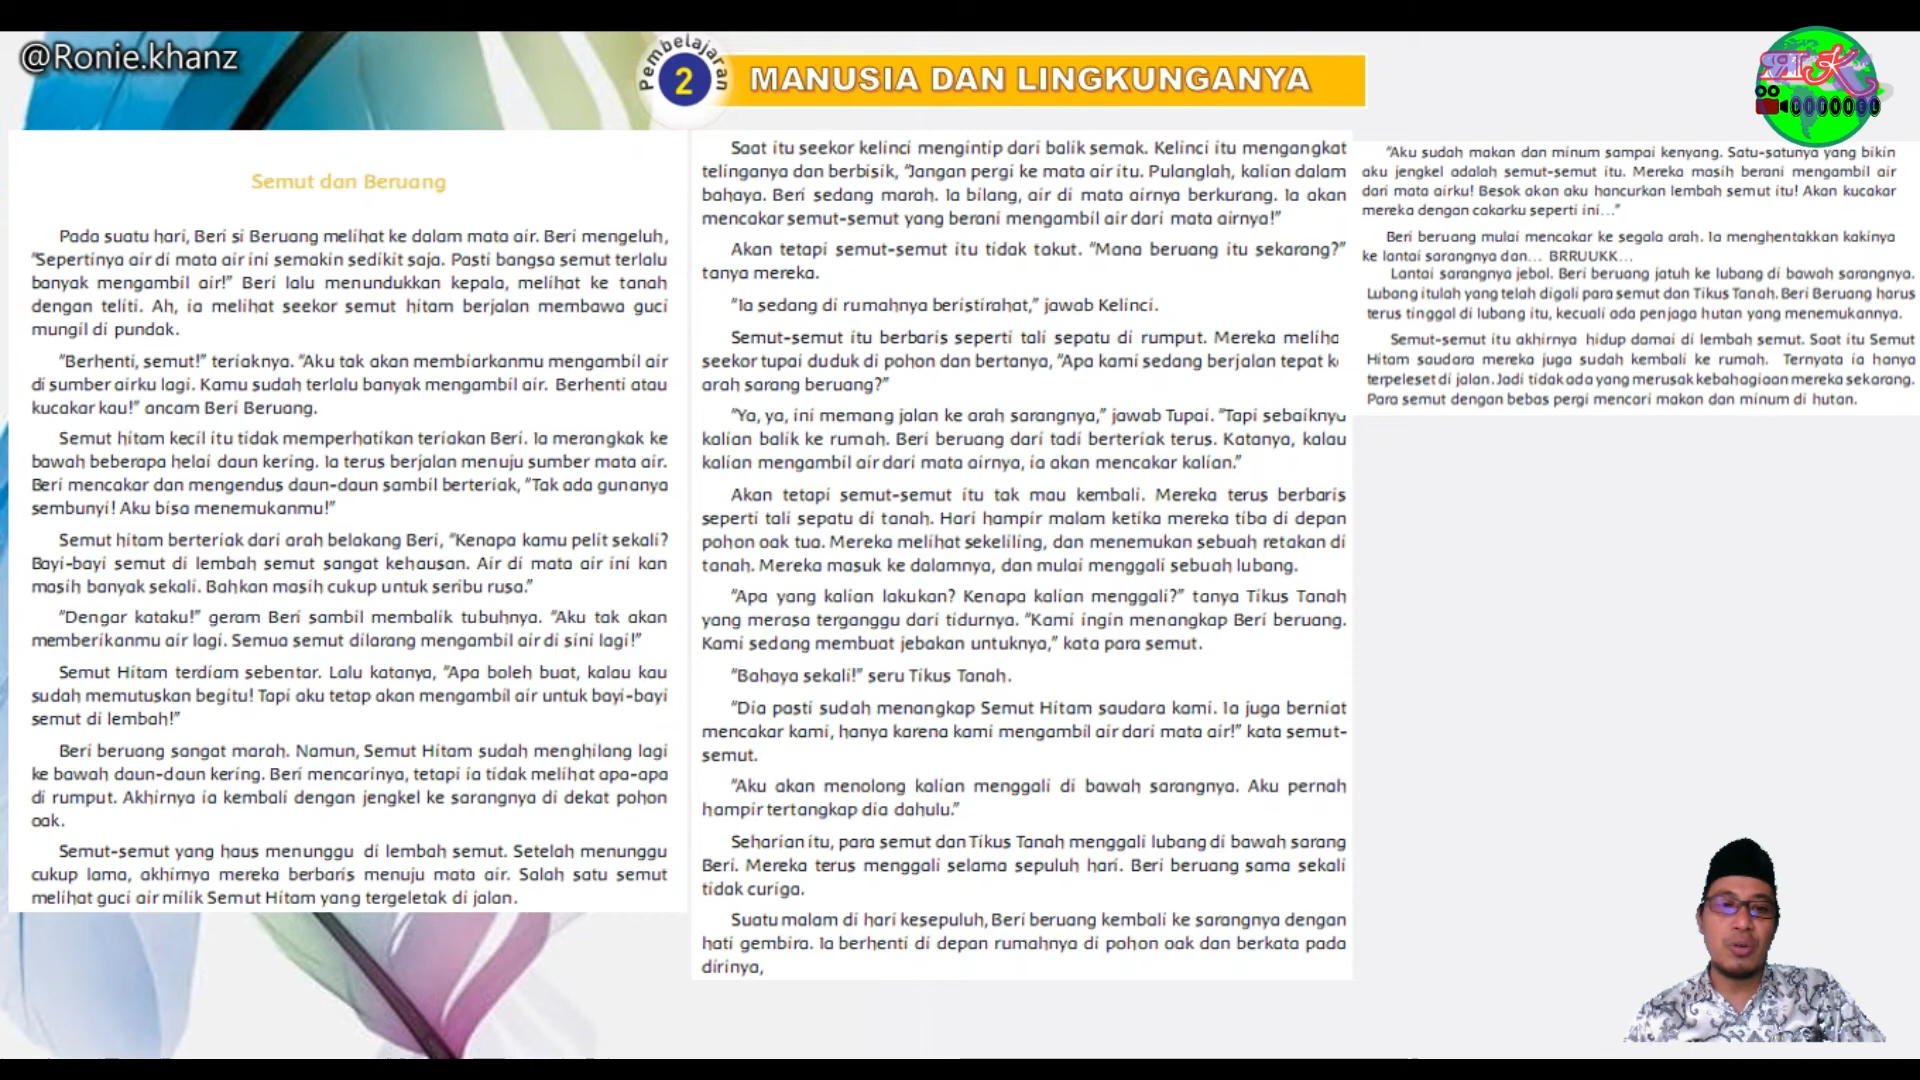 @Ronie.khanz
Pembelajaran
2
MANUSIA DAN LINGKUNGANYA
Semut dan Beruang
Pada suatu hari, Beri si Beruang melihat ke dalam mata air. Beri mengeluh,
"Sepertinya air di mata air ini semakin sedikit saja. Pasti bangsa semut terlalu
banyak mengambil air!" Beri lalu menundukkan kepala, melihat ke tanah
dengan teliti. Ah, ia melihat seekor semut hitam berjalan membawa guci
mungil di pundak.
"Berhenti, semut!" teriaknya. "Aku tak akan membiarkanmu mengambil air
di sumber airku lagi. Kamu sudah terlalu banyak mengambil air. Berhenti atau
kucakar kau!" ancam Beri Beruang.
Semut hitam kecil itu tidak memperhatikan teriakan Beri. Ia merangkak ke
bawah beberapa helai daun kering. Ia terus berjalan menuju sumber mata air.
Beri mencakar dan mengendus daun-daun sambil berteriak, "Tak ada gunanya
sembunyi! Aku bisa menemukanmu!"
Semut hitam berteriak dari arah belakang Beri, "Kenapa kamu pelit sekali?
Bayi-bayi semut di lembah semut sangat kehausan. Air di mata air ini kan
masih banyak sekali. Bahkan masih cukup untuk seribu rusa."
"Dengar kataku!" geram Beri sambil membalik tubuhnya. "Aku tak akan
memberikanmu air lagi. Semua semut dilarang mengambil air di sini lagi!"
Semut Hitam terdiam sebentar. Lalu katanya, "Apa boleh buat, kalau kau
sudah memutuskan begitu! Tapi aku tetap akan mengambil air untuk bayi-bayi
semut di lembah!"
Beri beruang sangat marah. Namun, Semut Hitam sudah menghilang lagi
ke bawah daun-daun kering. Beri mencarinya, tetapi ia tidak melihat apa-apa
di rumput. Akhirnya ia kembali dengan jengkel ke sarangnya di dekat pohon
oak.
Semut-semut yang haus menunggu di lembah semut. Setelah menunggu
cukup lama, akhirnya mereka berbaris menuju mata air. Salah satu semut
melihat guci air milik Semut Hitam yang tergeletak di jalan.
Saat itu seekor kelinci mengintip dari balik semak. Kelinci itu mengangkat
telinganya dan berbisik, "Jangan pergi ke mata air itu. Pulanglah, kalian dalam
bahaya. Beri sedang marah. Ia bilang, air di mata airnya berkurang. Ia akan
mencakar semut-semut yang berani mengambil air dari mata airnya!"
Akan tetapi semut-semut itu tidak takut. "Mana beruang itu sekarang?"
tanya mereka.
"Ia sedang di rumahnya beristirahat," jawab Kelinci.
Semut-semut itu berbaris seperti tali sepatu di rumput. Mereka meliha
seekor tupai duduk di pohon dan bertanya, "Apa kami sedang berjalan tepat k
arah sarang beruang?"
"Ya, ya, ini memang jalan ke arah sarangnya," jawab Tupai. "Tapi sebaiknyu
kalian balik ke rumah. Beri beruang dari tadi berteriak terus. Katanya, kalau
kalian mengambil air dari mata airnya, ia akan mencakar kalian."
Akan tetapi semut-semut itu tak mau kembali. Mereka terus berbaris
seperti tali sepatu di tanah. Hari hampir malam ketika mereka tiba di depan
pohon oak tua. Mereka melihat sekeliling, dan menemukan sebuah retakan di
tanah. Mereka masuk ke dalamnya, dan mulai menggali sebuah lubang.
"Apa yang kalian lakukan? Kenapa kalian menggali?" tanya Tikus Tanah
yang merasa terganggu dari tidurnya. "Kami ingin menangkap Beri beruang.
Kami sedang membuat jebakan untuknya," kata para semut.
"Bahaya sekali!" seru Tikus Tanah.
"Dia pasti sudah menangkap Semut Hitam saudara kami. Ia juga berniat
mencakar kami, hanya karena kami mengambil air dari mata air!" kata semut-
semut.
"Aku akan menolong kalian menggali di bawah sarangnya. Aku pernah
hampir tertangkap dia dahulu."
Seharian itu, para semut dan Tikus Tanah menggali lubang di bawah sarang
Beri. Mereka terus menggali selama sepuluh hari. Beri beruang sama sekali
tidak curiga.
Suatu malam di hari kesepuluh, Beri beruang kembali ke sarangnya dengan
hati gembira. Ia berhenti di depan rumahnya di pohon oak dan berkata pada
dirinya,
"Aku sudah makan dan minum sampai kenyang. Satu-satunya yang bikin
aku jengkel adalah semut-semut itu. Mereka masih berani mengambil air
dari mata airku! Besok akan aku hancurkan lembah semut itu! Akan kucakar
mereka dengan cakarku seperti ini..."
Beri beruang mulai mencakar ke segala arah. Ia menghentakkan kakinya
ke lantai sarangnya dan... BRRUUKK...
Lantai sarangnya jebol. Beri beruang jatuh ke lubang di bawah sarangnya.
Lubang itulah yang telah digali para semut dan Tikus Tanah. Beri Beruang harus
terus tinggal di lubang itu, kecuali ada penjaga hutan yang menemukannya.
Semut-semut itu akhirnya hidup damai di lembah semut. Saat itu Semut
Hitam saudara mereka juga sudah kembali ke rumah. Ternyata ia hanya
terpeleset di jalan. Jadi tidak ada yang merusak kebahagiaan mereka sekarang.
Para semut dengan bebas pergi mencari makan dan minum di hutan.